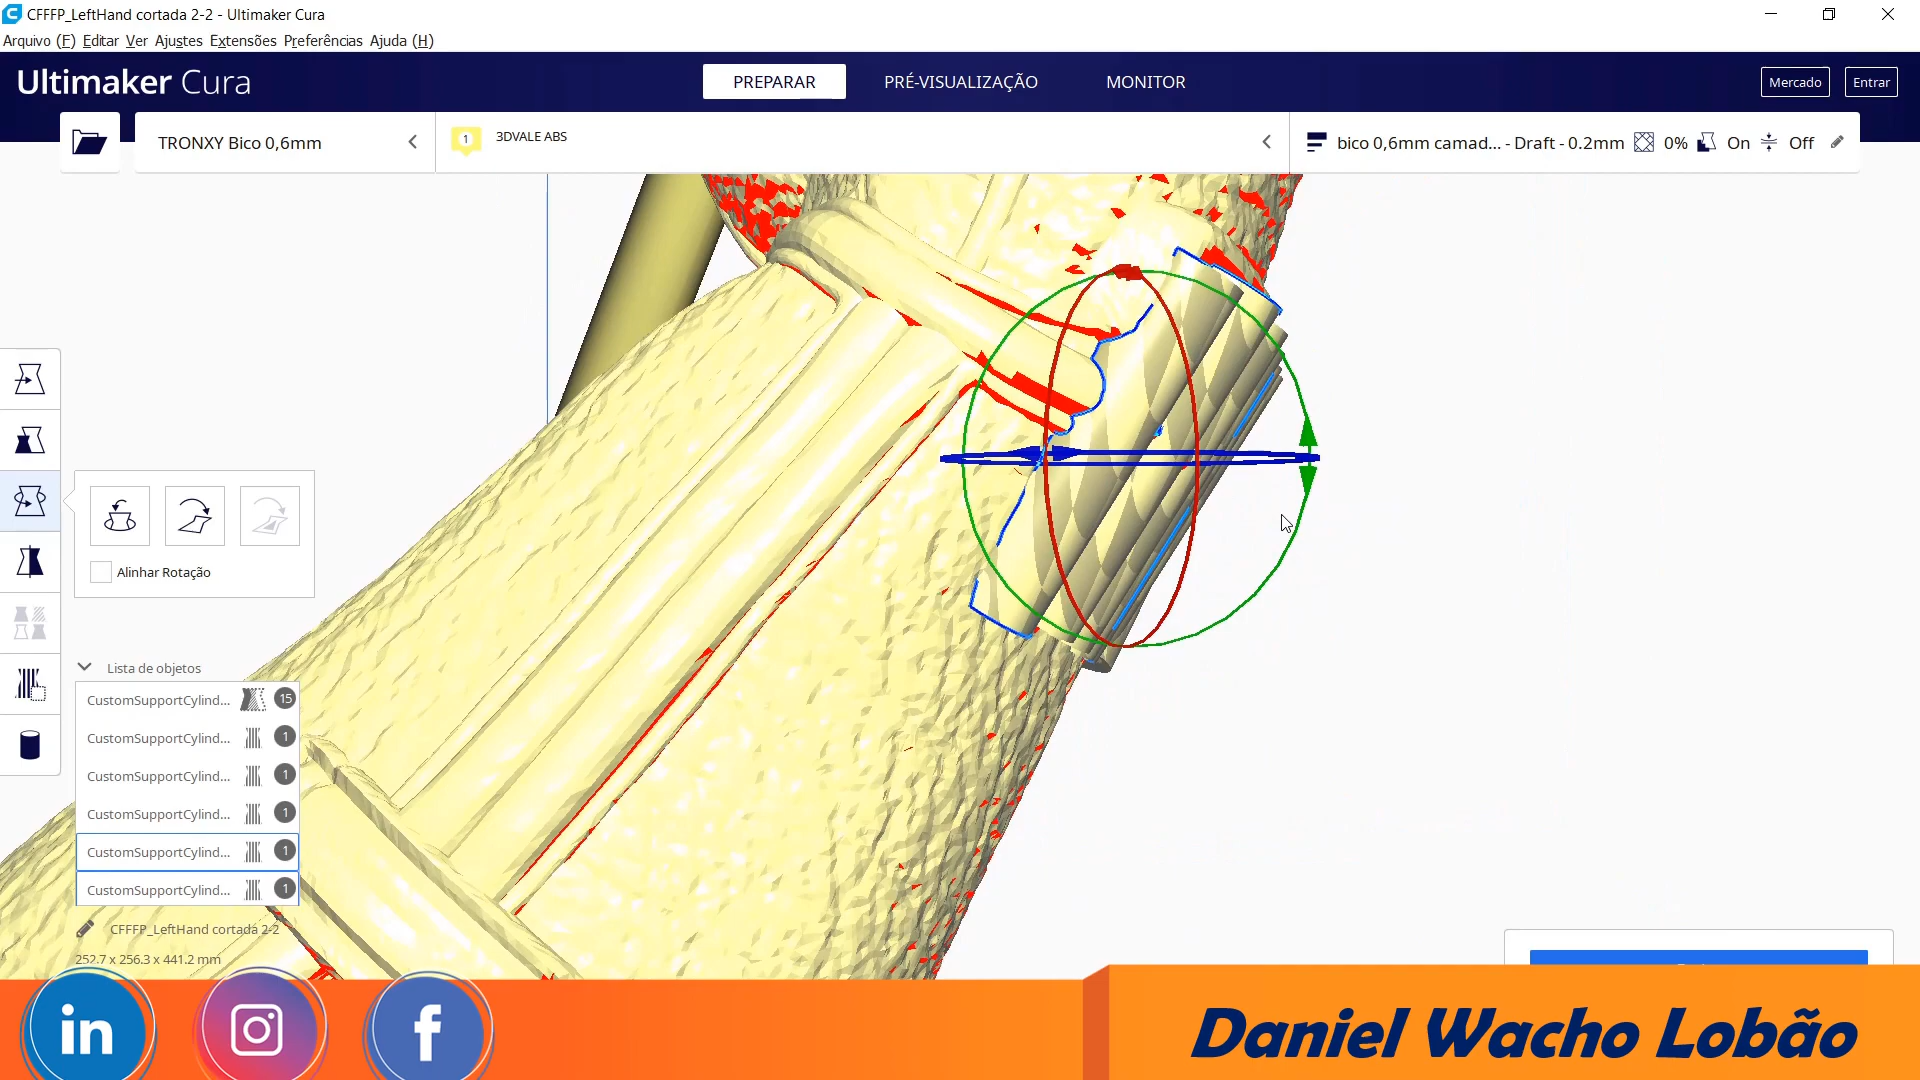 CFFFP_LeftHand cortada 2-2 - Ultimaker Cura
Arquivo (F) Editar Ver Ajustes Extensões Preferências Ajuda (H)
Ultimaker Cura
PREPARAR
PRÉ-VISUALIZAÇÃO
MONITOR
Mercado
Entrar
TRONXY Bico 0,6mm
1
3DVALE ABS
bico 0,6mm camad... - Draft - 0.2mm
0%
On
Off
Alinhar Rotação
Lista de objetos
CustomSupportCylind... 15
CustomSupportCylind... 1
CustomSupportCylind... 1
CustomSupportCylind... 1
CustomSupportCylind... 1
CustomSupportCylind... 1
CFFFP_LeftHand cortada 2-2
252.7 x 256.3 x 441.2 mm
in
f
Daniel Wacho Lobão